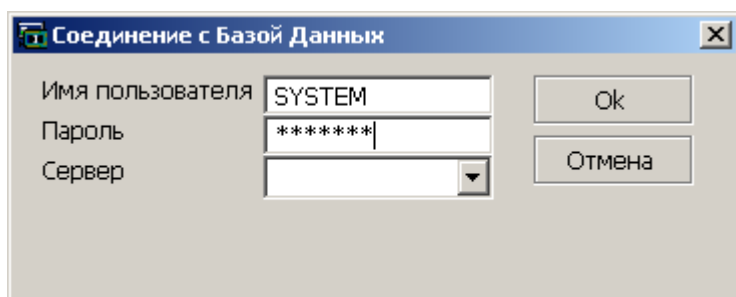 Соединение с Базой Данных
Имя пользователя SYSTEM Ok
Пароль *******
Сервер Отмена